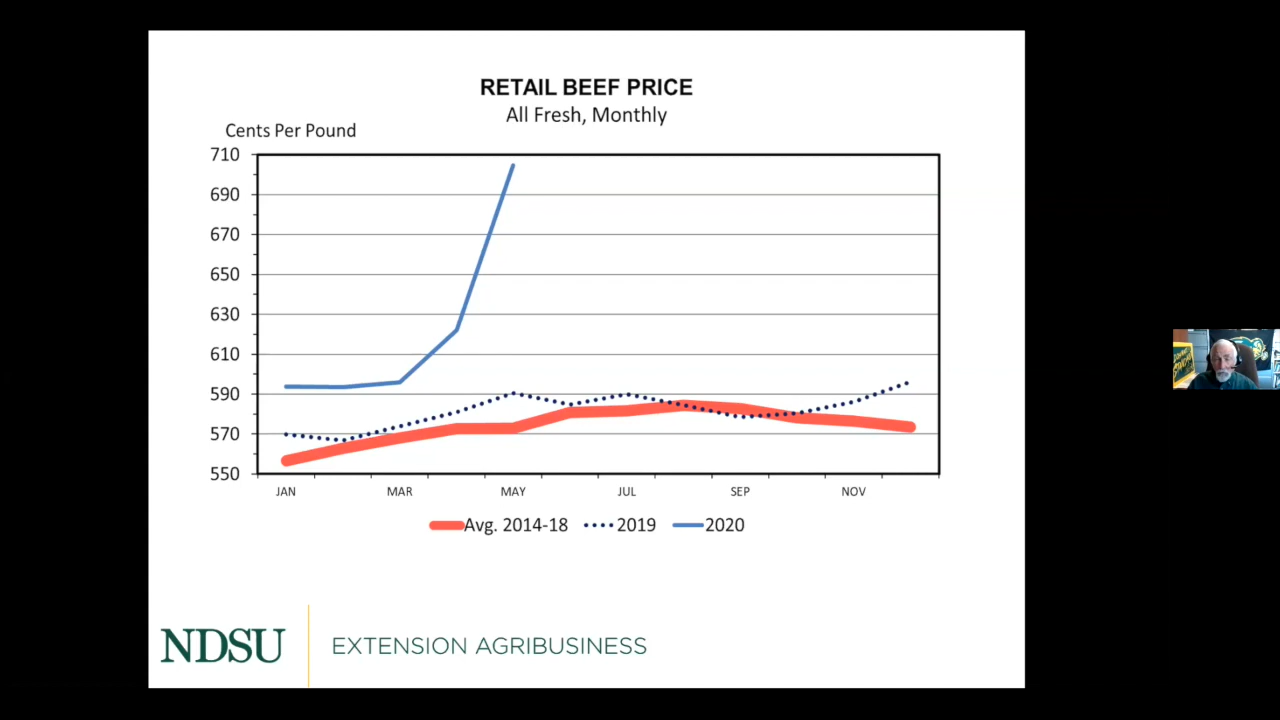 RETAIL BEEF PRICE
All Fresh, Monthly
Cents Per Pound
710
690
670
650
630
610
590
570
550
JAN MAR MAY JUL SEP NOV
Avg. 2014-18 2019 2020
NDSU EXTENSION AGRIBUSINESS